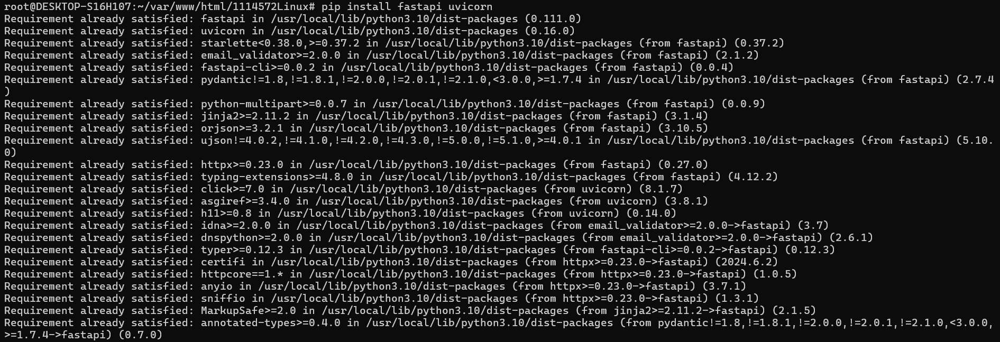 root@DESKTOP-S16H107:~/var/www/html/1114572Linux# pip install fastapi uvicorn
Requirement already satisfied: fastapi in /usr/local/lib/python3.10/dist-packages (0.111.0)
Requirement already satisfied: uvicorn in /usr/local/lib/python3.10/dist-packages (0.16.0)
Requirement already satisfied: starlette<0.38.0,>=0.37.2 in /usr/local/lib/python3.10/dist-packages (from fastapi) (0.37.2)
Requirement already satisfied: email_validator>=2.0.0 in /usr/local/lib/python3.10/dist-packages (from fastapi) (2.1.2)
Requirement already satisfied: fastapi-cli>=0.0.2 in /usr/local/lib/python3.10/dist-packages (from fastapi) (0.0.4)
Requirement already satisfied: pydantic!=1.8,!=1.8.1,!=2.0.0,!=2.0.1,!=2.1.0,<3.0.0,>=1.7.4 in /usr/local/lib/python3.10/dist-packages (from fastapi) (2.7.4
)
Requirement already satisfied: python-multipart>=0.0.7 in /usr/local/lib/python3.10/dist-packages (from fastapi) (0.0.9)
Requirement already satisfied: jinja2>=2.11.2 in /usr/local/lib/python3.10/dist-packages (from fastapi) (3.1.4)
Requirement already satisfied: orjson>=3.2.1 in /usr/local/lib/python3.10/dist-packages (from fastapi) (3.10.5)
Requirement already satisfied: ujson!=4.0.2,!=4.1.0,!=4.2.0,!=4.3.0,!=5.0.0,!=5.1.0,>=4.0.1 in /usr/local/lib/python3.10/dist-packages (from fastapi) (5.10.
0)
Requirement already satisfied: httpx>=0.23.0 in /usr/local/lib/python3.10/dist-packages (from fastapi) (0.27.0)
Requirement already satisfied: typing-extensions>=4.8.0 in /usr/local/lib/python3.10/dist-packages (from fastapi) (4.12.2)
Requirement already satisfied: click>=7.0 in /usr/local/lib/python3.10/dist-packages (from uvicorn) (8.1.7)
Requirement already satisfied: asgiref>=3.4.0 in /usr/local/lib/python3.10/dist-packages (from uvicorn) (3.8.1)
Requirement already satisfied: h11>=0.8 in /usr/local/lib/python3.10/dist-packages (from uvicorn) (0.14.0)
Requirement already satisfied: idna>=2.0.0 in /usr/local/lib/python3.10/dist-packages (from email_validator>=2.0.0->fastapi) (3.7)
Requirement already satisfied: dnspython>=2.0.0 in /usr/local/lib/python3.10/dist-packages (from email_validator>=2.0.0->fastapi) (2.6.1)
Requirement already satisfied: typer>=0.12.3 in /usr/local/lib/python3.10/dist-packages (from fastapi-cli>=0.0.2->fastapi) (0.12.3)
Requirement already satisfied: certifi in /usr/local/lib/python3.10/dist-packages (from httpx>=0.23.0->fastapi) (2024.6.2)
Requirement already satisfied: httpcore==1.* in /usr/local/lib/python3.10/dist-packages (from httpx>=0.23.0->fastapi) (1.0.5)
Requirement already satisfied: anyio in /usr/local/lib/python3.10/dist-packages (from httpx>=0.23.0->fastapi) (3.7.1)
Requirement already satisfied: sniffio in /usr/local/lib/python3.10/dist-packages (from httpx>=0.23.0->fastapi) (1.3.1)
Requirement already satisfied: MarkupSafe>=2.0 in /usr/local/lib/python3.10/dist-packages (from jinja2>=2.11.2->fastapi) (2.1.5)
Requirement already satisfied: annotated-types>=0.4.0 in /usr/local/lib/python3.10/dist-packages (from pydantic!=1.8,!=1.8.1,!=2.0.0,!=2.0.1,!=2.1.0,<3.0.0,
>=1.7.4->fastapi) (0.7.0)